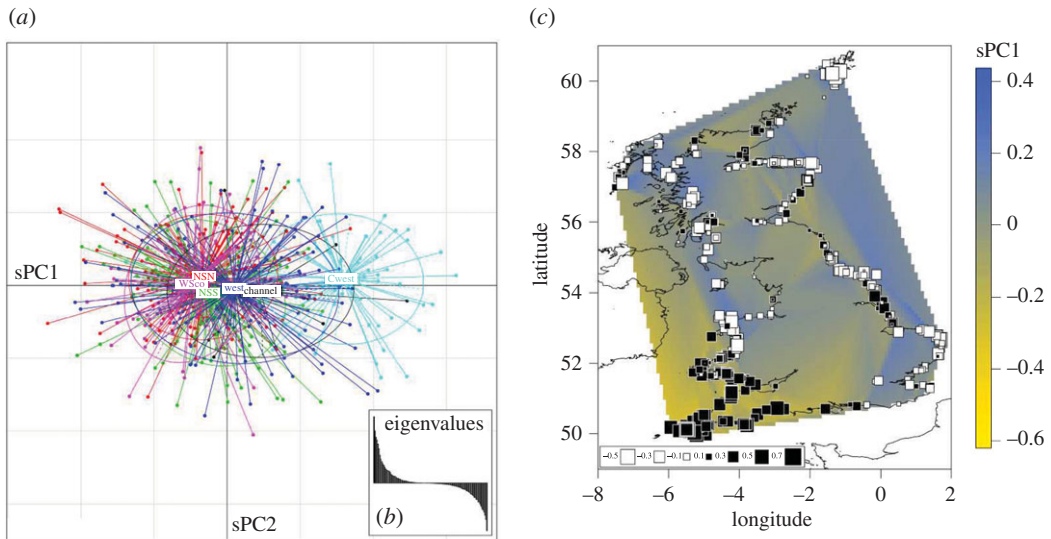 (a)
sPC1
NSN
WSco
NSS
west
channel
Cwest
sPC2
eigenvalues
(b)
(c)
sPC1
latitude
60
58
56
54
52
50
−0.5 −0.3 −0.1 0.1 0.3 0.5 0.7
−8 −6 −4 −2 0 2
longitude
0.4
0.2
0
−0.2
−0.4
−0.6